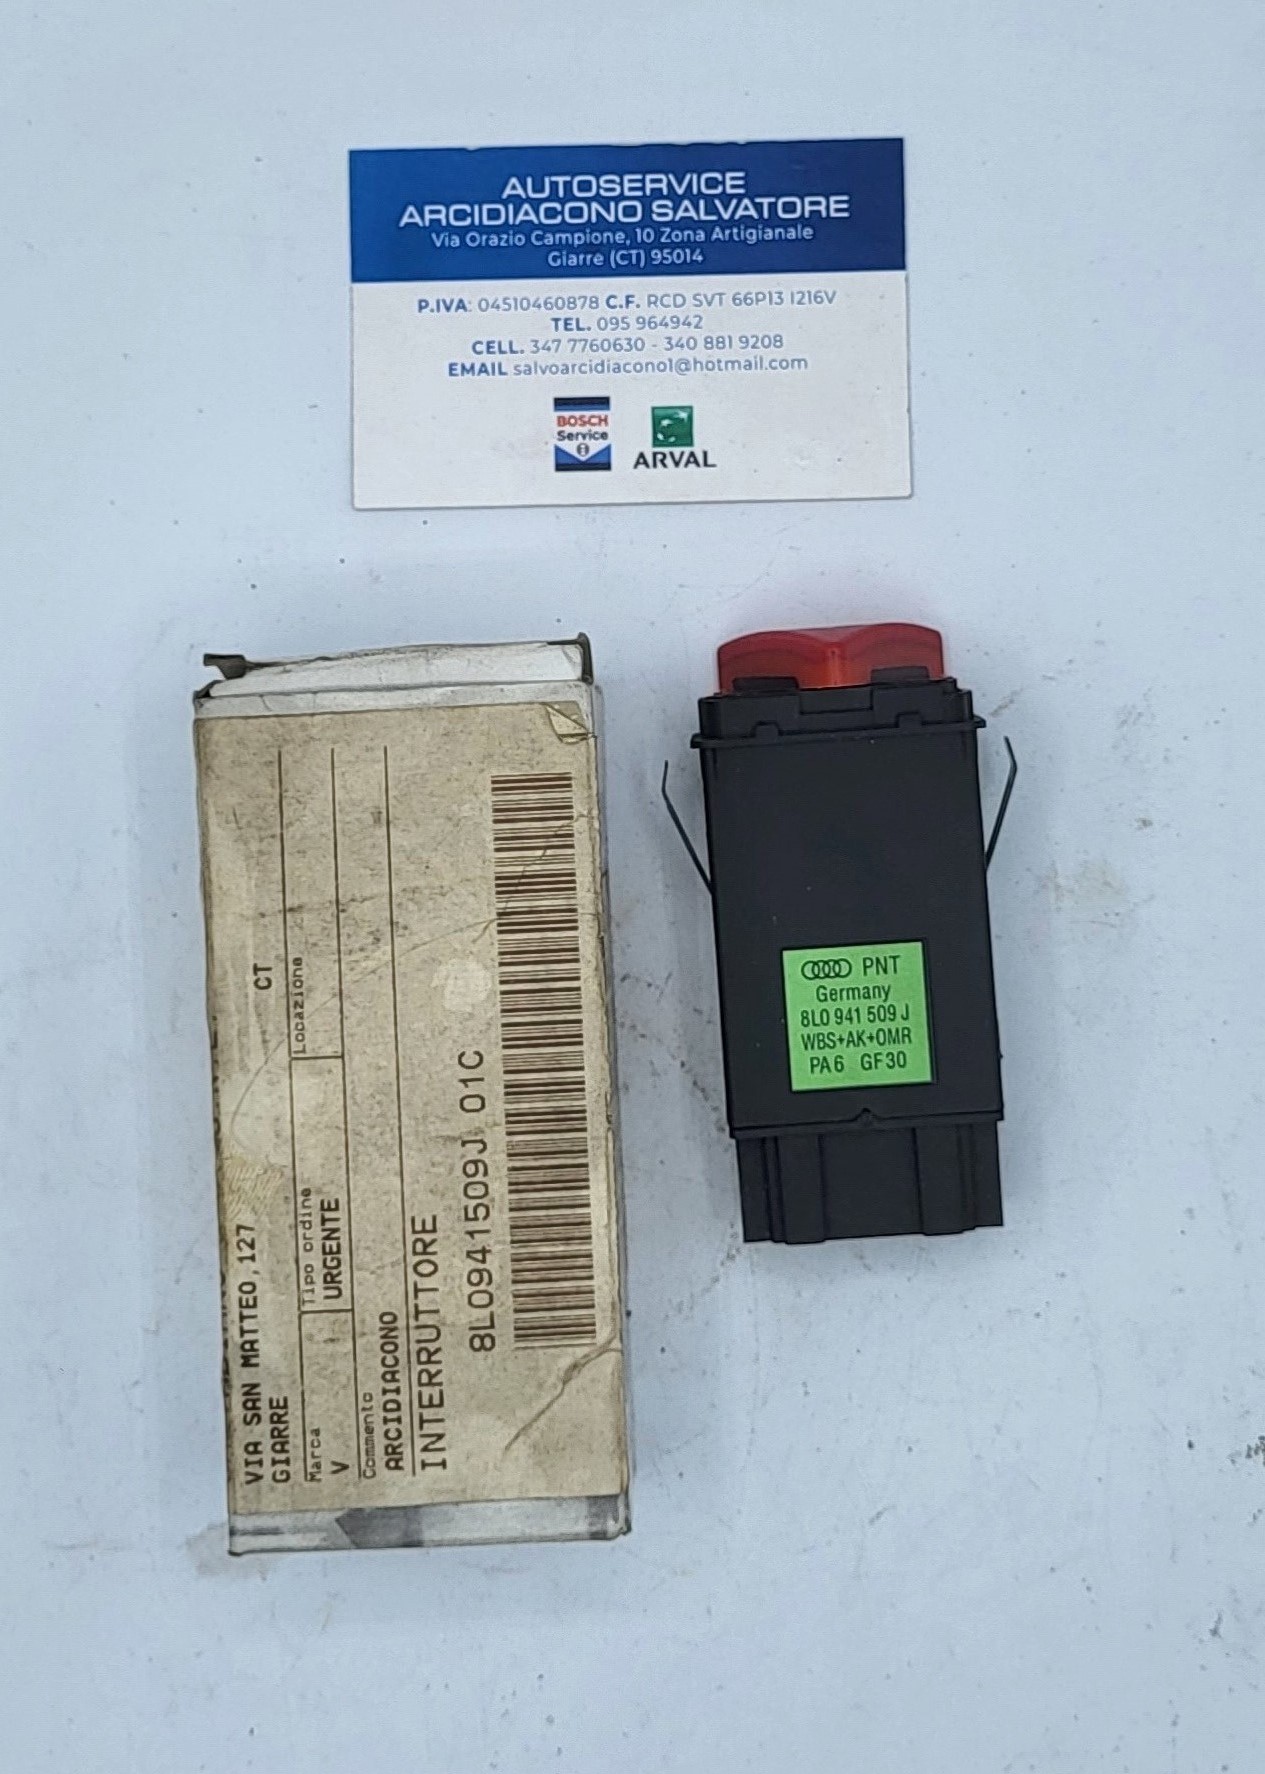 AUTOSERVICE
ARCIDIACONO SALVATORE
Via Orazio Campione, 10 Zona Artigianale
Giarre (CT) 95014
P.IVA: 04510460878 C.F. RCD SVT 66P13 I216V
TEL. 095 964942
CELL. 347 7760630 - 340 881 9208
EMAIL salvoarcidiacono1@hotmail.com
BOSCH
Service
ARVAL
VIA SAN MATTEO,127
GIARRE CT
Marca Tipo ordine Locazione
V URGENTE
Commento
ARCIDIACONO
INTERRUTTORE
8L0941509J 01C
PNT
Germany
8L0 941 509 J
WBS+AK+OMR
PA6 GF30